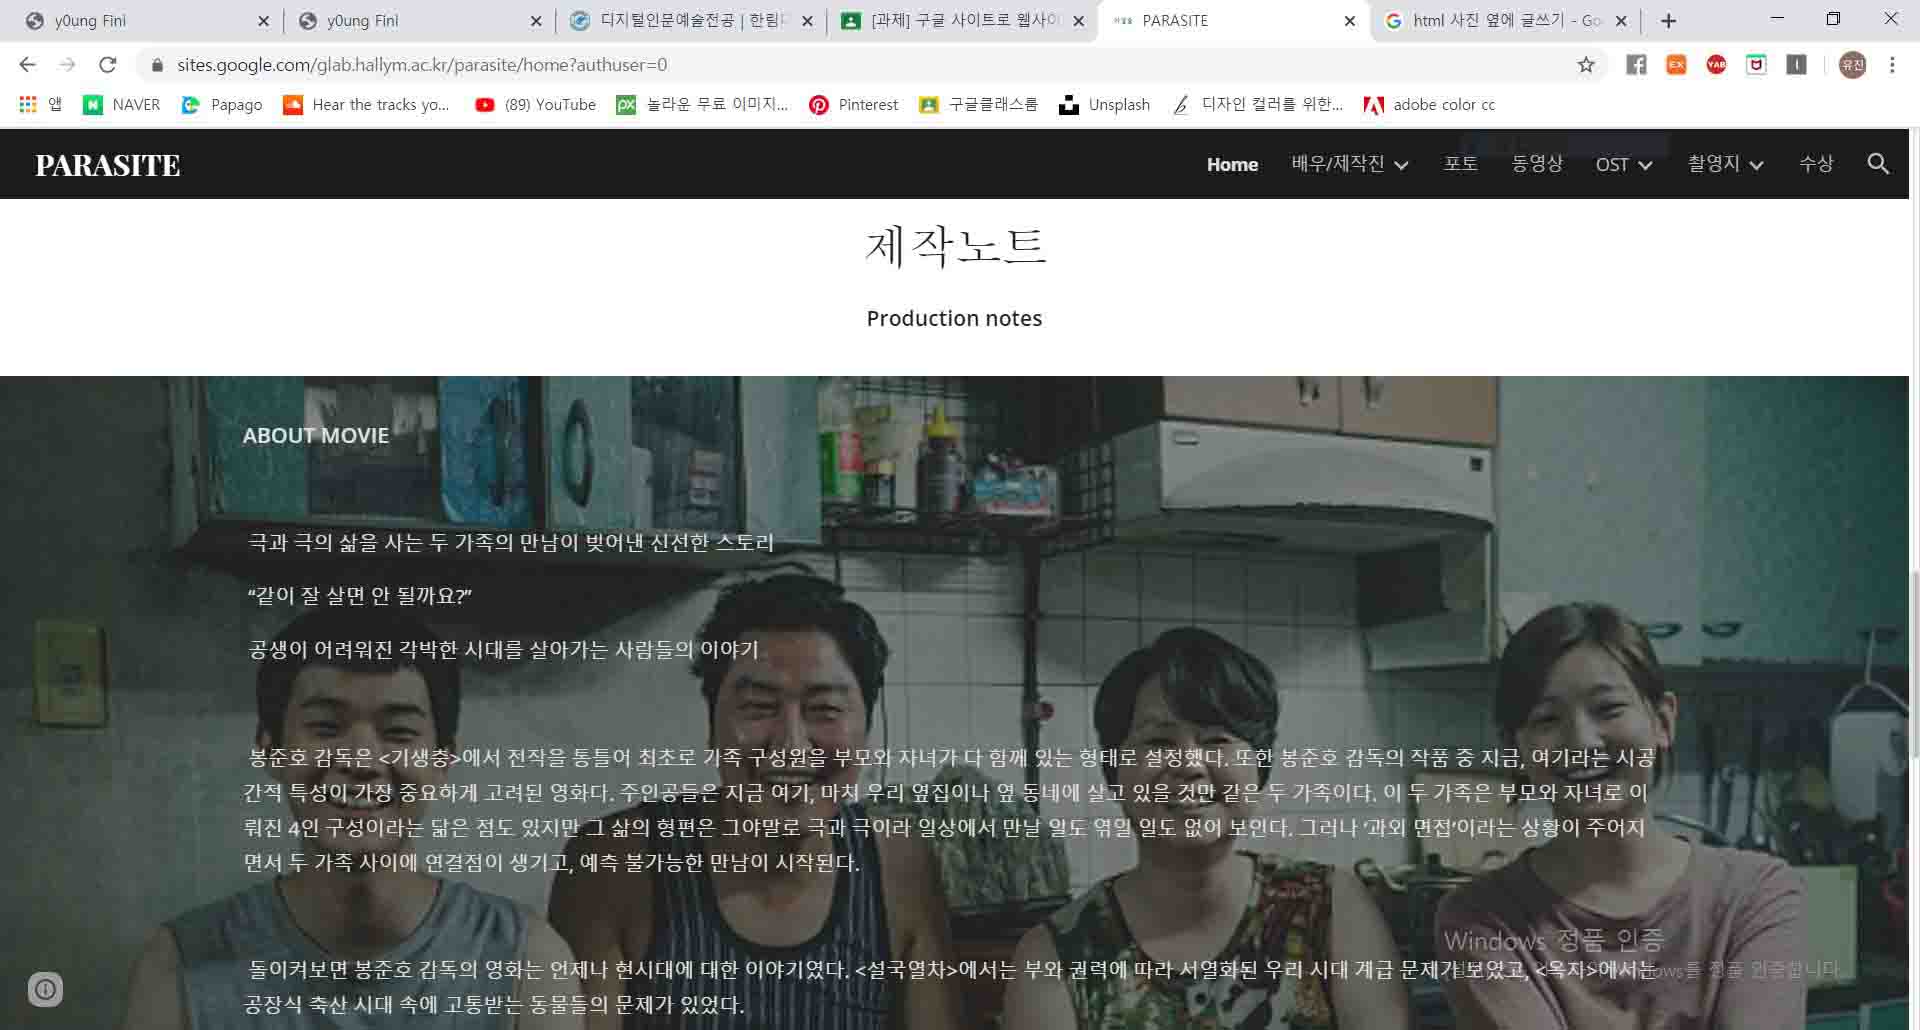 y0ung Fini
y0ung Fini
디지털인문예술전공 | 한림
[과제] 구글 사이트로 웹사이
PARASITE
html 사진 옆에 글쓰기 - Go
sites.google.com/glab.hallym.ac.kr/parasite/home?authuser=0
EX
YAB
유진
앱
NAVER
Papago
Hear the tracks yo...
(89) YouTube
px
놀라운 무료 이미지...
Pinterest
구글클래스룸
Unsplash
디자인 컬러를 위한...
adobe color cc
PARASITE
Home
배우/제작진
포토
동영상
OST
촬영지
수상
제작노트
Production notes
ABOUT MOVIE
극과 극의 삶을 사는 두 가족의 만남이 빚어낸 신선한 스토리
“같이 잘 살면 안 될까요?”
공생이 어려워진 각박한 시대를 살아가는 사람들의 이야기
봉준호 감독은 <기생충>에서 전작을 통틀어 최초로 가족 구성원을 부모와 자녀가 다 함께 있는 형태로 설정했다. 또한 봉준호 감독의 작품 중 지금, 여기라는 시공
간적 특성이 가장 중요하게 고려된 영화다. 주인공들은 지금 여기, 마치 우리 옆집이나 옆 동네에 살고 있을 것만 같은 두 가족이다. 이 두 가족은 부모와 자녀로 이
뤄진 4인 구성이라는 닮은 점도 있지만 그 삶의 형편은 그야말로 극과 극이라 일상에서 만날 일도 엮일 일도 없어 보인다. 그러나 ‘과외 면접’이라는 상황이 주어지
면서 두 가족 사이에 연결점이 생기고, 예측 불가능한 만남이 시작된다.
Windows 정품 인증
돌이켜보면 봉준호 감독의 영화는 언제나 현시대에 대한 이야기였다. <설국열차>에서는 부와 권력에 따라 서열화된 우리 시대 계급 문제가 보였고, <옥자>에서는
정품 인증합니다.
공장식 축산 시대 속에 고통받는 동물들의 문제가 있었다.